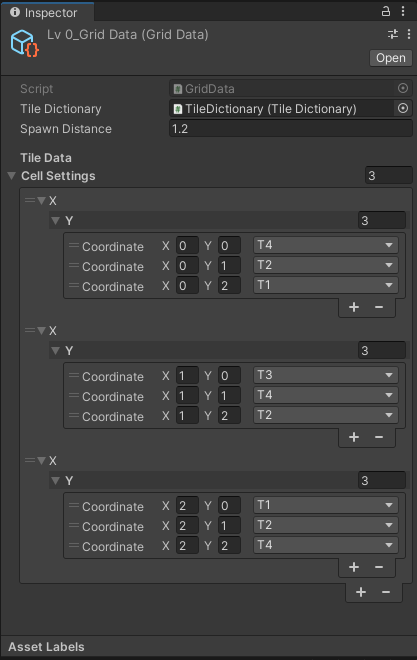 Inspector
Lv 0_Grid Data (Grid Data)
Open
Script GridData
Tile Dictionary TileDictionary (Tile Dictionary)
Spawn Distance 1.2
Tile Data
Cell Settings 3
X
Y 3
Coordinate X 0 Y 0 T4
Coordinate X 0 Y 1 T2
Coordinate X 0 Y 2 T1
+ −
X
Y 3
Coordinate X 1 Y 0 T3
Coordinate X 1 Y 1 T4
Coordinate X 1 Y 2 T2
+ −
X
Y 3
Coordinate X 2 Y 0 T1
Coordinate X 2 Y 1 T2
Coordinate X 2 Y 2 T4
+ −
+ −
Asset Labels